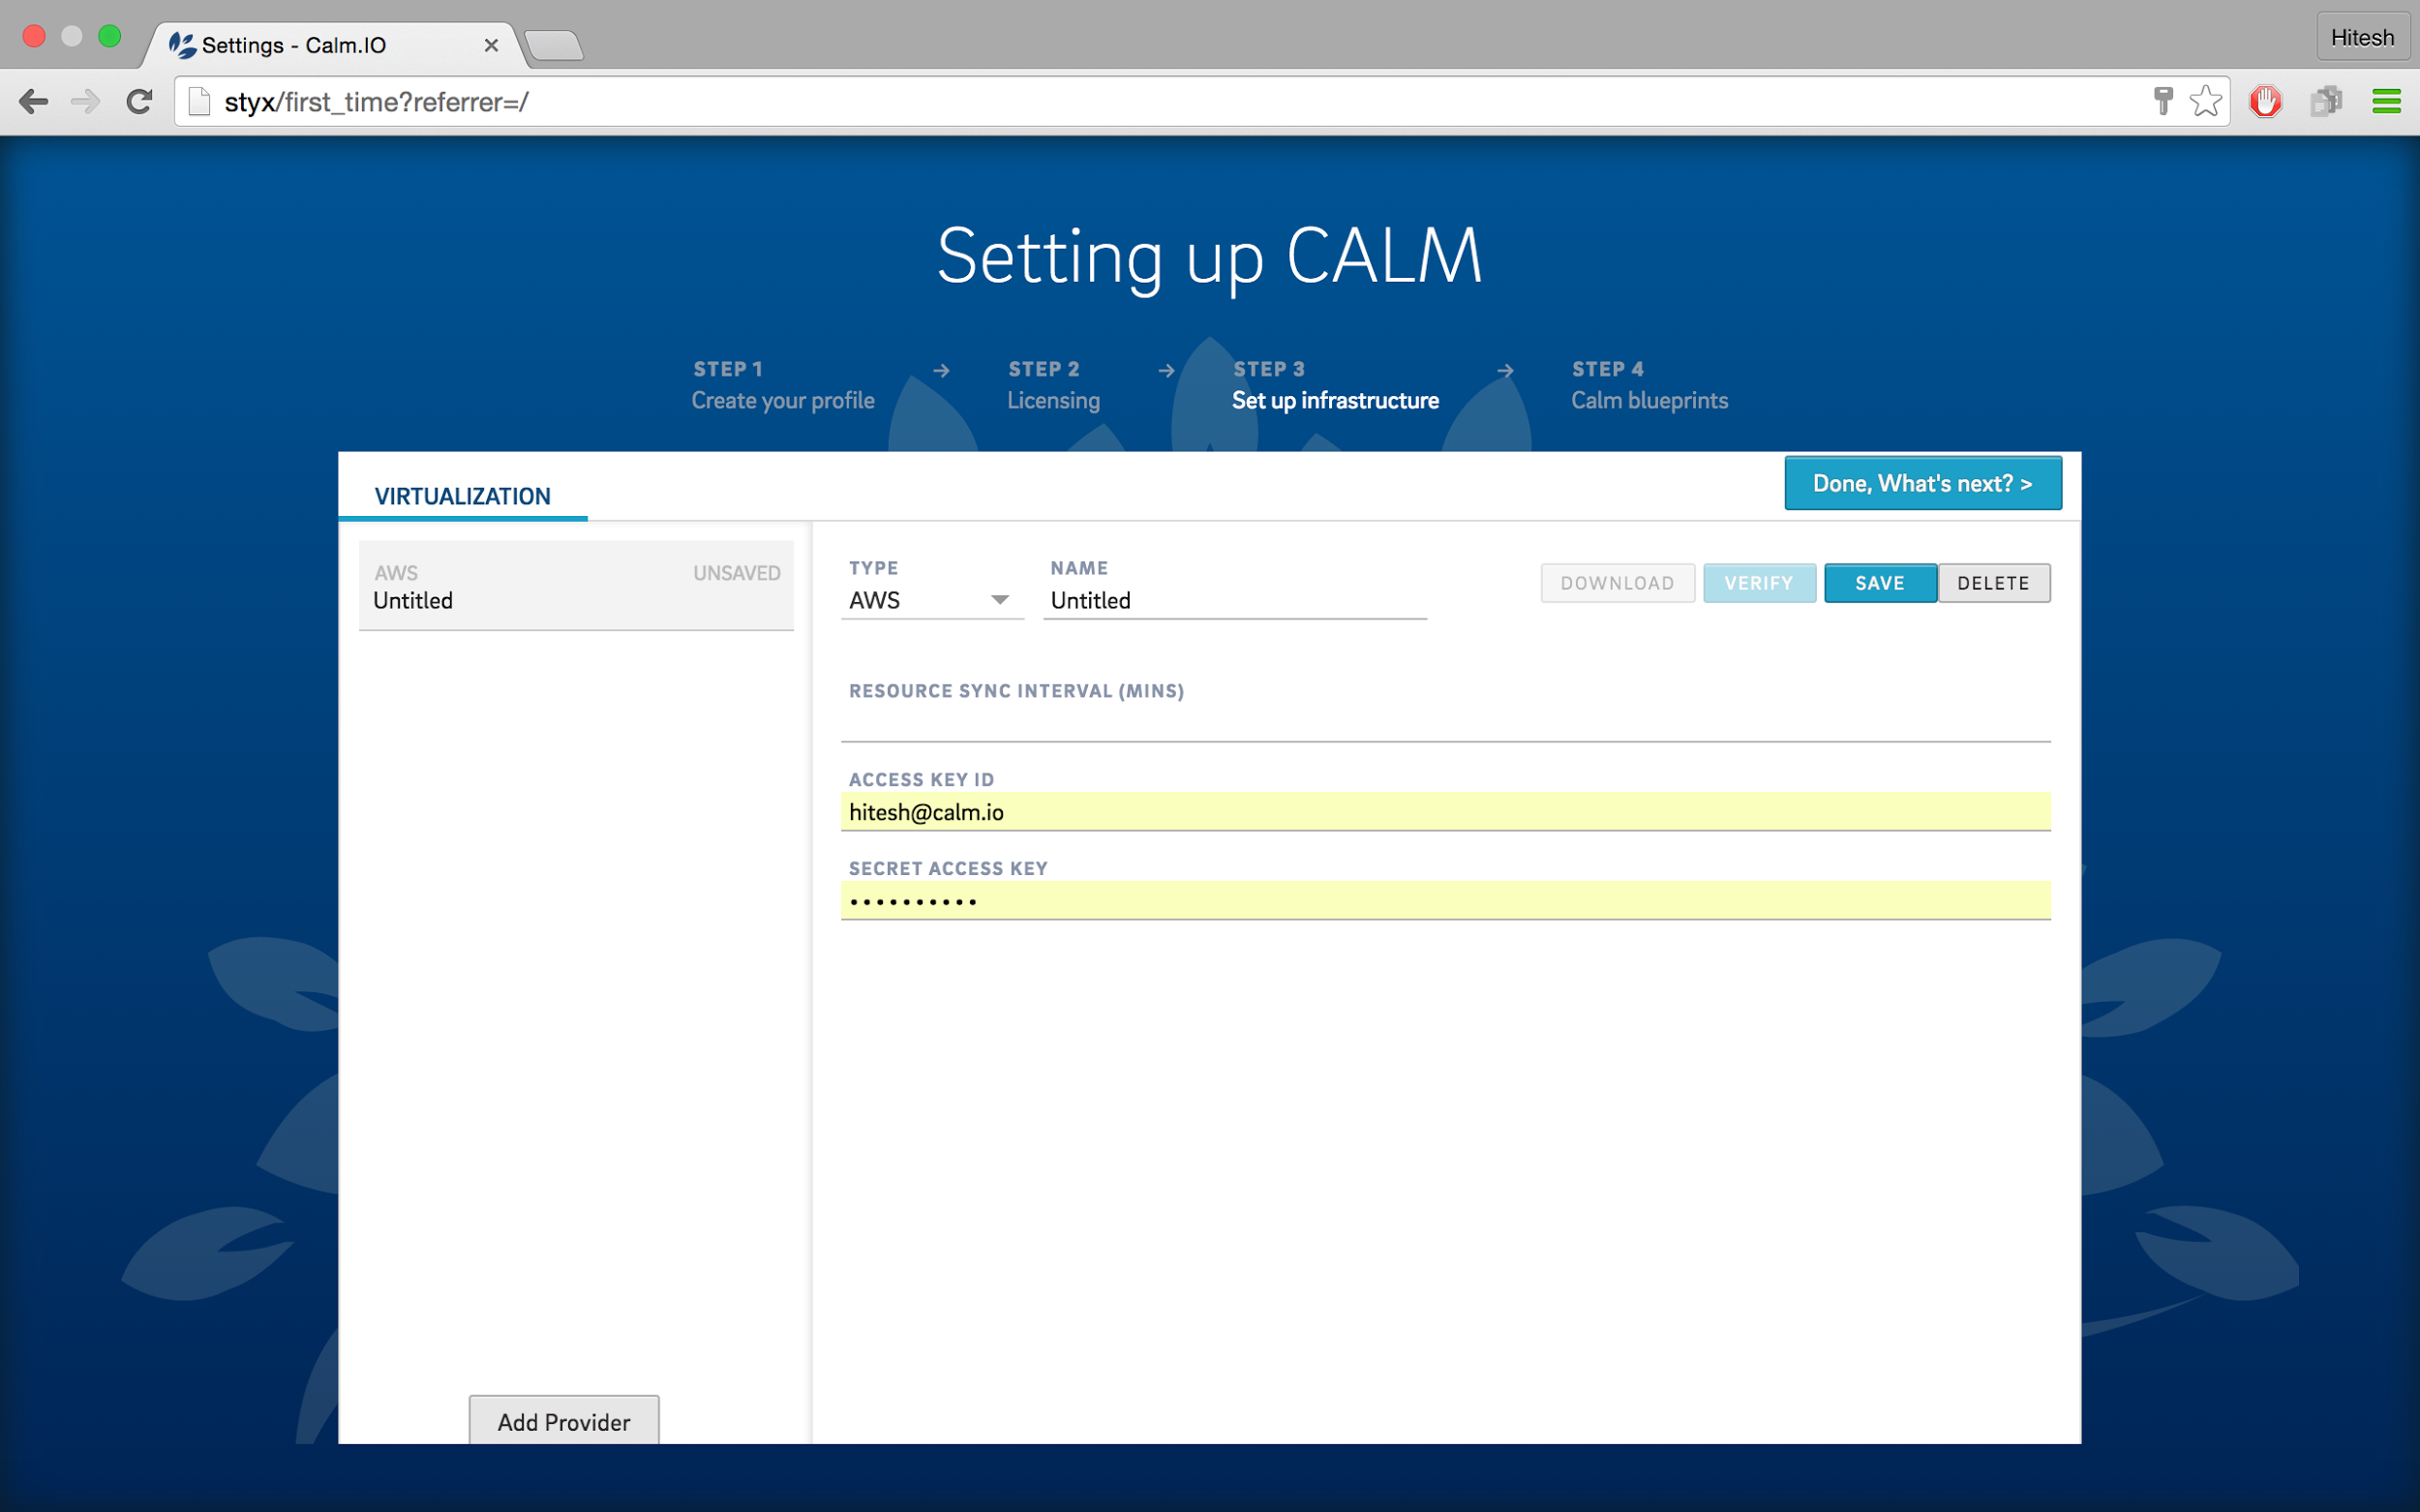 Settings - Calm.IO
Hitesh
styx/first_time?referrer=/
Setting up CALM
STEP 1 → STEP 2 → STEP 3 → STEP 4
Create your profile Licensing Set up infrastructure Calm blueprints
VIRTUALIZATION
Done, What's next? >
AWS UNSAVED
Untitled
TYPE NAME
AWS Untitled
DOWNLOAD VERIFY SAVE DELETE
RESOURCE SYNC INTERVAL (MINS)
ACCESS KEY ID
hitesh@calm.io
SECRET ACCESS KEY
••••••••••
Add Provider